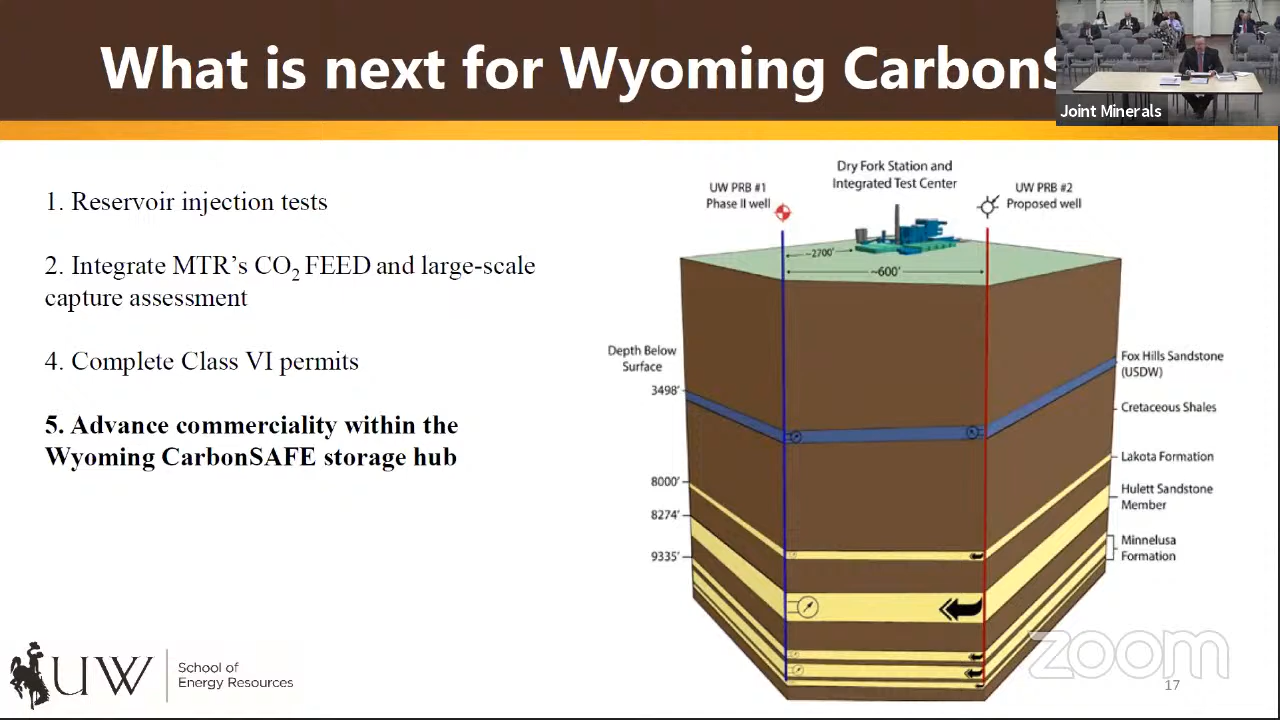 What is next for Wyoming CarbonS
Joint Minerals
1. Reservoir injection tests
2. Integrate MTR's CO2 FEED and large-scale
capture assessment
4. Complete Class VI permits
5. Advance commerciality within the
Wyoming CarbonSAFE storage hub
Dry Fork Station and
Integrated Test Center
UW PRB #1
Phase II well
UW PRB #2
Proposed well
~2700'
~600'
Depth Below
Surface
3498'
8000'
8274'
9335'
Fox Hills Sandstone
(USDW)
Cretaceous Shales
Lakota Formation
Hulett Sandstone
Member
Minnelusa
Formation
UW
School of
Energy Resources
zoom
17